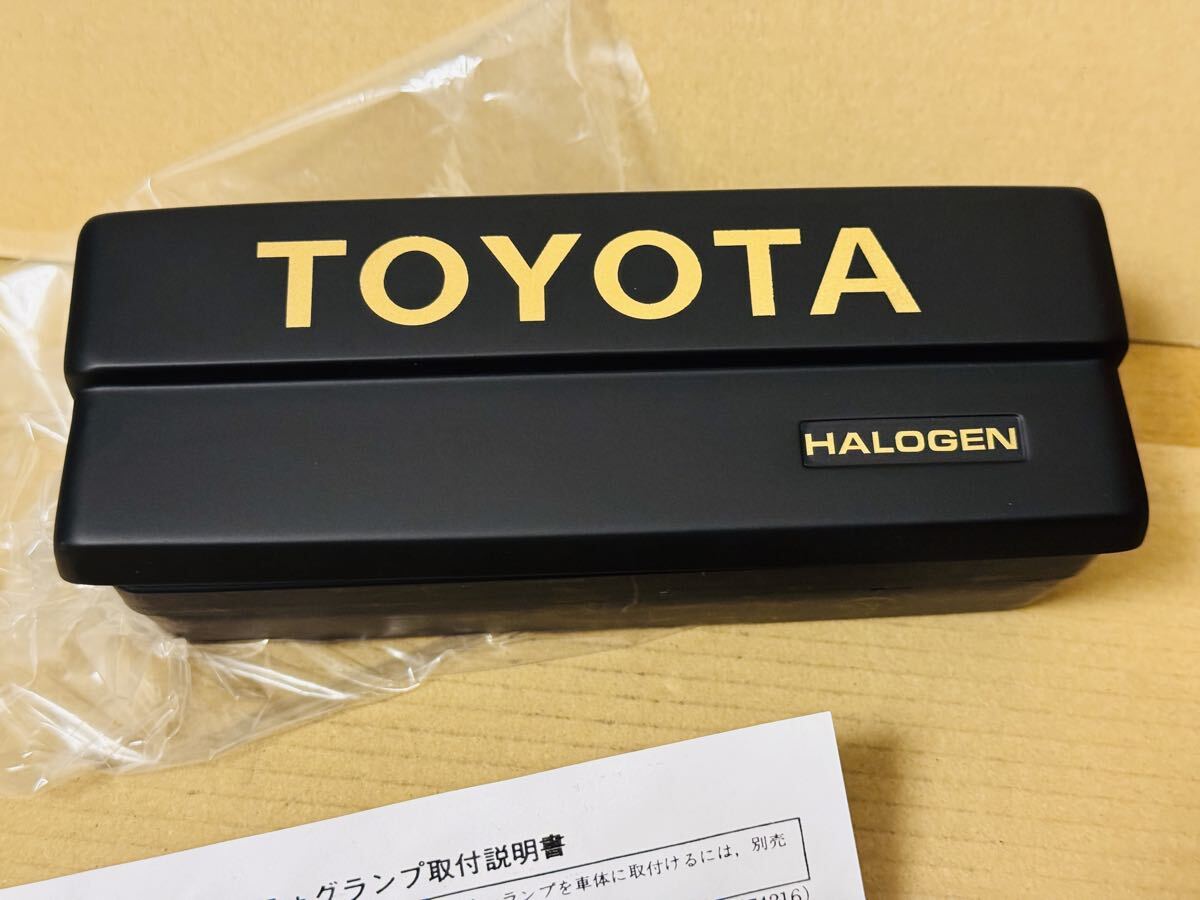 TOYOTA
HALOGEN
グランプ取付説明書
ランプを車体に取付けるには，別売
4216)